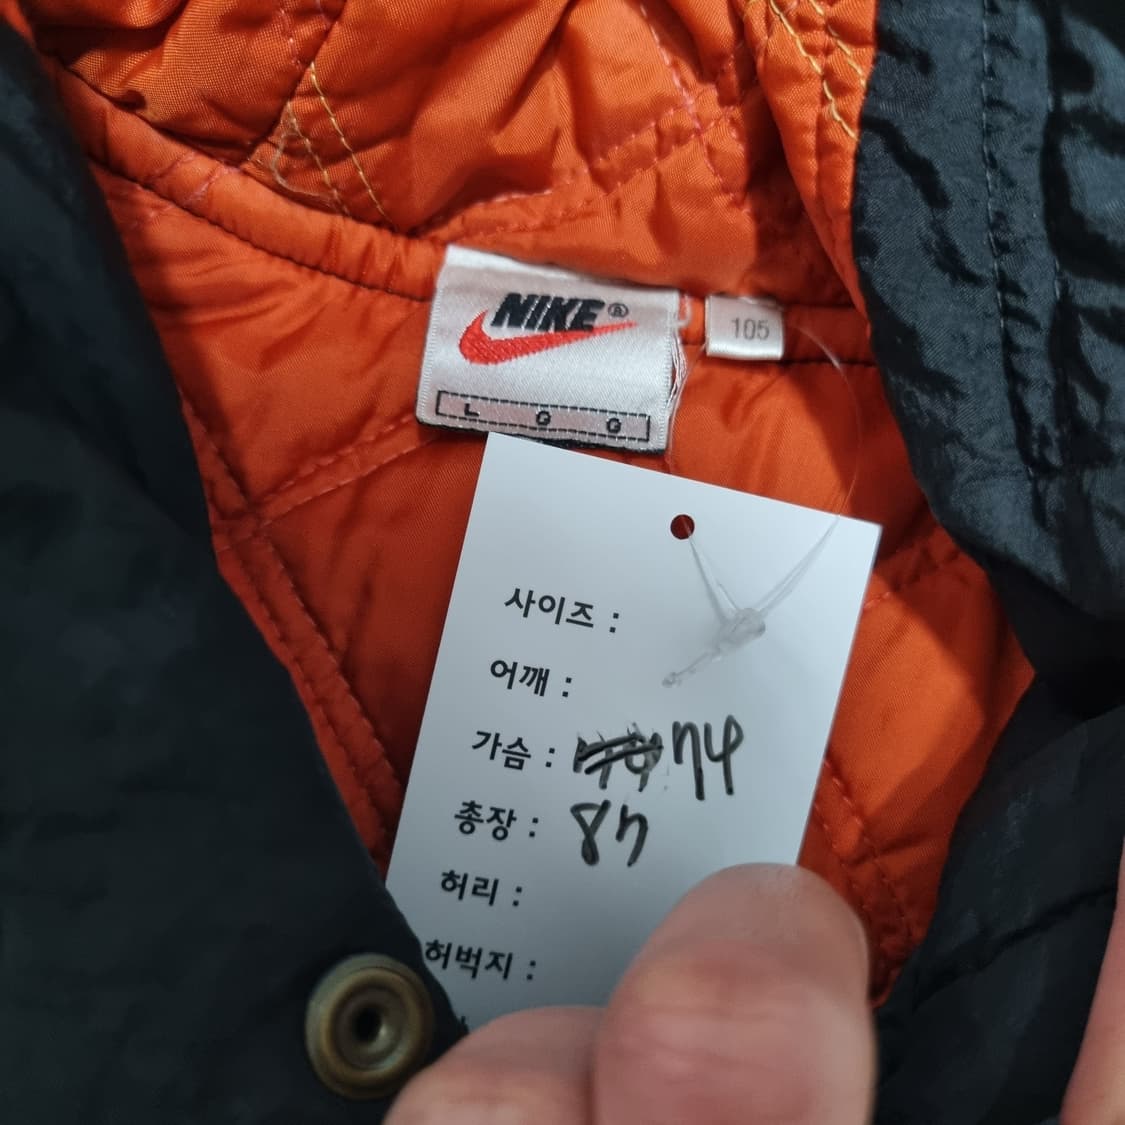 NIKE®
L G G
105
사이즈 :
어깨 :
가슴 : 74
총장 : 87
허리 :
허벅지 :